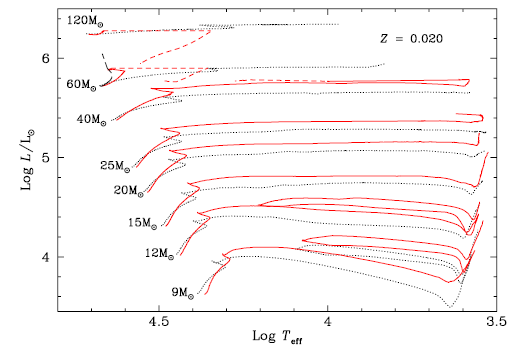 120M⊙
Z = 0.020
6
60M⊙
40M⊙
Log L/L⊙
5
25M⊙
20M⊙
15M⊙
12M⊙
4
9M⊙
4.5
4
3.5
Log Teff